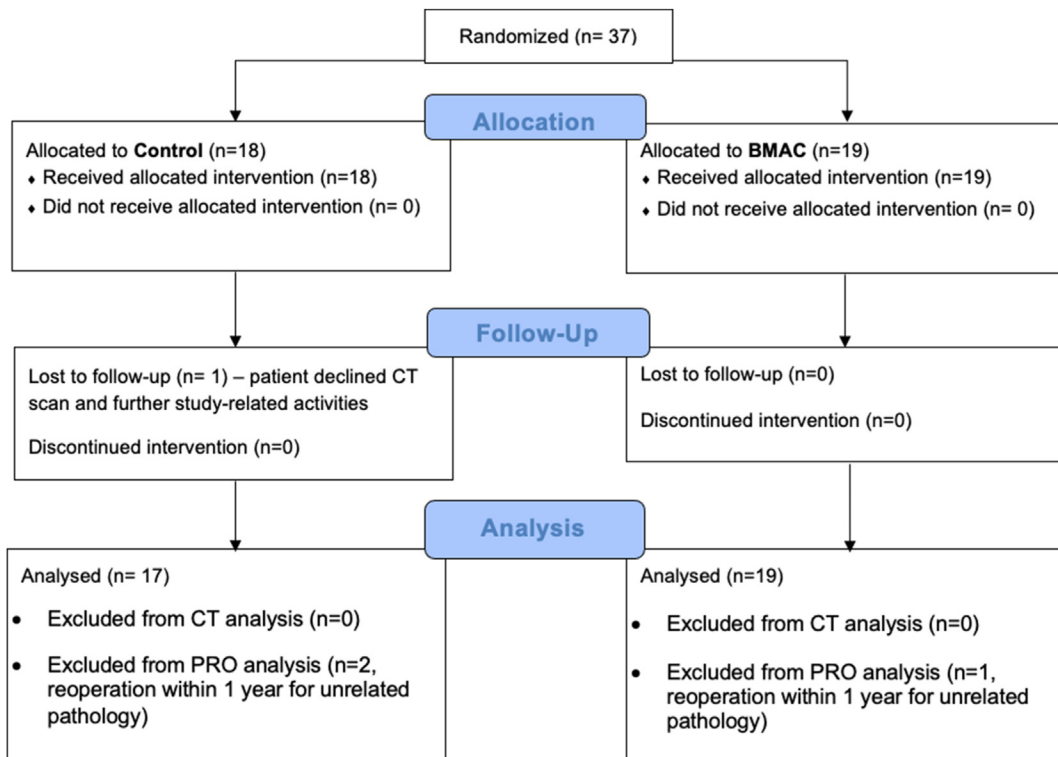 Randomized (n= 37)
Allocation
Allocated to Control (n=18)
♦ Received allocated intervention (n=18)
♦ Did not receive allocated intervention (n= 0)
Allocated to BMAC (n=19)
♦ Received allocated intervention (n=19)
♦ Did not receive allocated intervention (n= 0)
Follow-Up
Lost to follow-up (n= 1) – patient declined CT
scan and further study-related activities
Discontinued intervention (n=0)
Lost to follow-up (n=0)
Discontinued intervention (n=0)
Analysis
Analysed (n= 17)
• Excluded from CT analysis (n=0)
• Excluded from PRO analysis (n=2,
reoperation within 1 year for unrelated
pathology)
Analysed (n=19)
• Excluded from CT analysis (n=0)
• Excluded from PRO analysis (n=1,
reoperation within 1 year for unrelated
pathology)